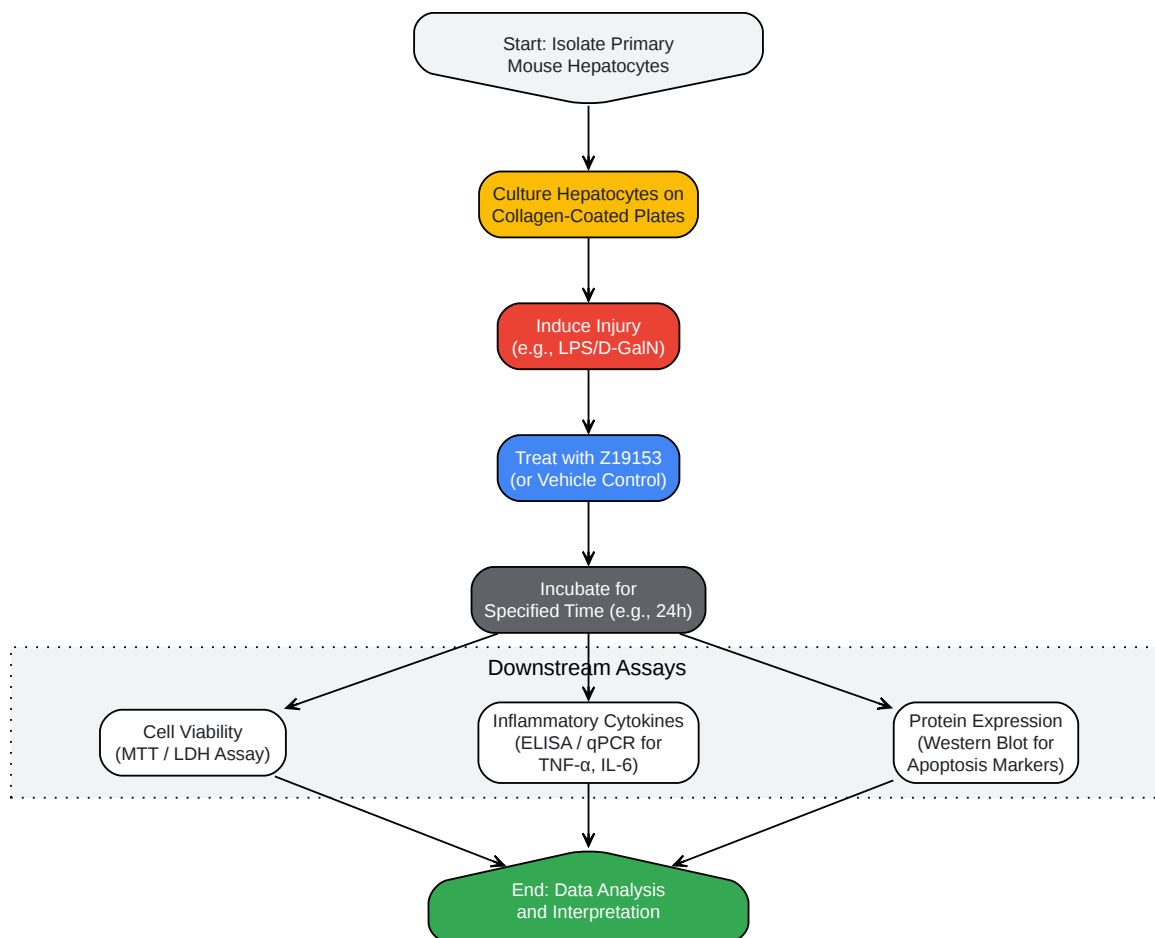 Start: Isolate Primary
Mouse Hepatocytes
Culture Hepatocytes on
Collagen-Coated Plates
Induce Injury
(e.g., LPS/D-GalN)
Treat with Z19153
(or Vehicle Control)
Incubate for
Specified Time (e.g., 24h)
Downstream Assays
Cell Viability
(MTT / LDH Assay)
Inflammatory Cytokines
(ELISA / qPCR for
TNF-α, IL-6)
Protein Expression
(Western Blot for
Apoptosis Markers)
End: Data Analysis
and Interpretation